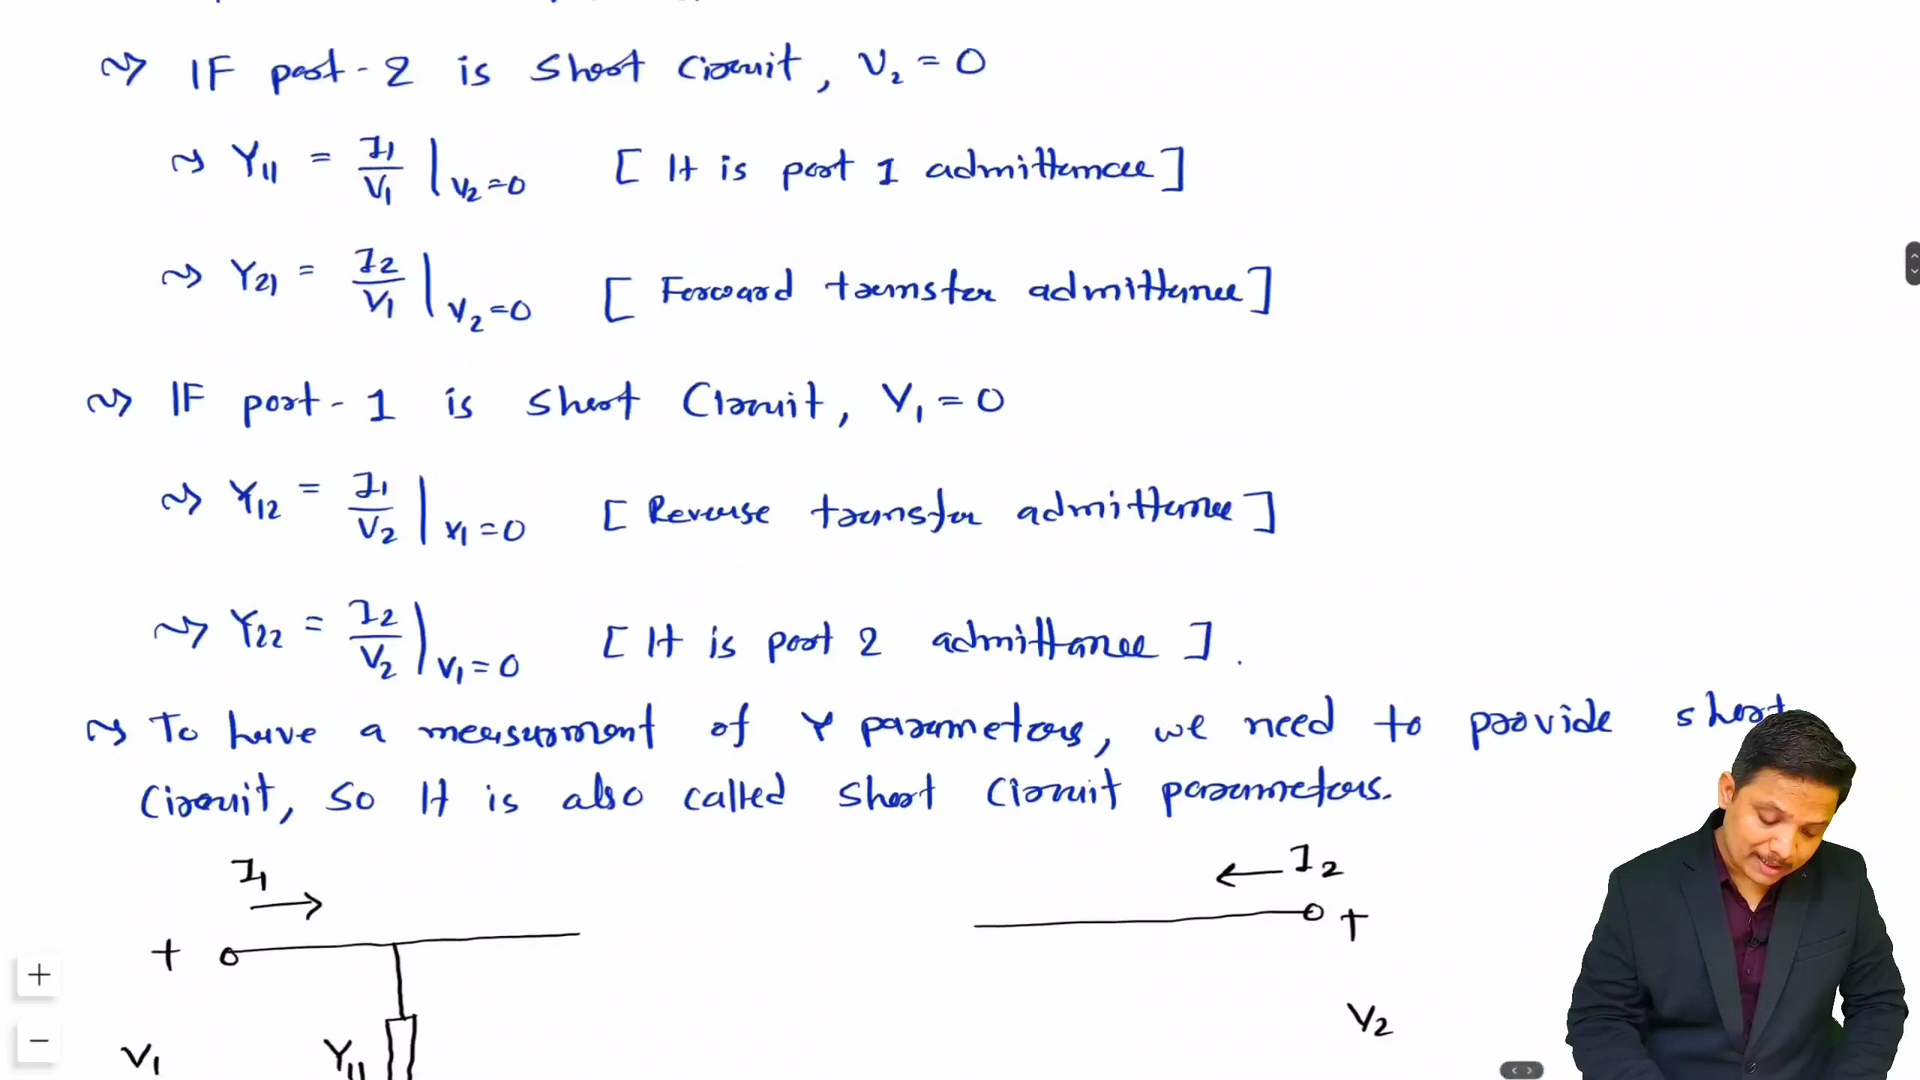 IF port-2 is short circuit, V2 = 0
Y11 = I1/V1 | V2=0 [ It is port 1 admittance ]
Y21 = I2/V1 | V2=0 [ Forward transfer admittance ]
IF port-1 is short circuit, V1 = 0
Y12 = I1/V2 | V1=0 [ Reverse transfer admittance ]
Y22 = I2/V2 | V1=0 [ It is port 2 admittance ].
To have a measurment of Y parameters, we need to provide short
circuit, so It is also called short circuit parameters.
I1
I2
+
+
V1
Y11
V2